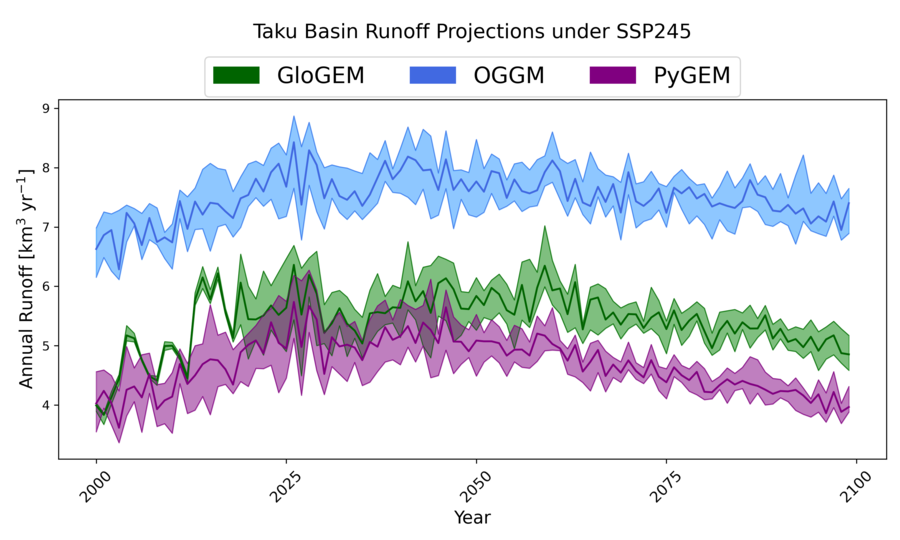 Taku Basin Runoff Projections under SSP245
GloGEM OGGM PyGEM
Annual Runoff [km³ yr⁻¹]
9
8
7
6
5
4
2000 2025 2050 2075 2100
Year